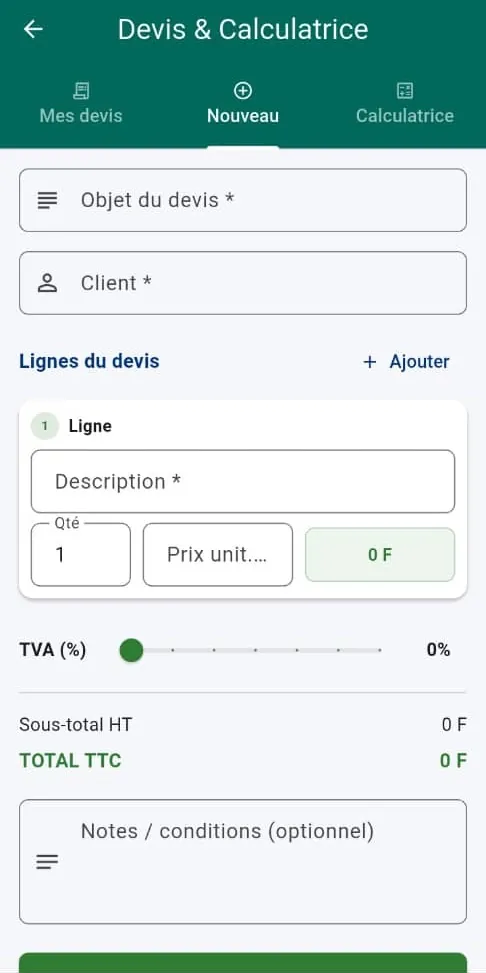 Devis & Calculatrice
Mes devis
Nouveau
Calculatrice
Objet du devis *
Client *
Lignes du devis
+ Ajouter
1 Ligne
Description *
Qté
1
Prix unit....
0 F
TVA (%)
0%
Sous-total HT
0 F
TOTAL TTC
0 F
Notes / conditions (optionnel)